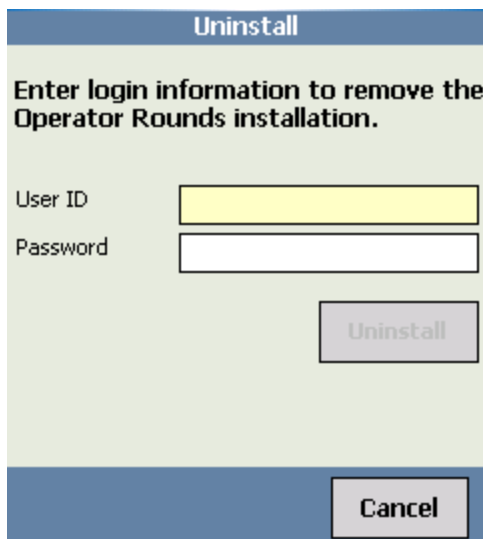 Uninstall
Enter login information to remove the
Operator Rounds installation.
User ID
Password
Uninstall
Cancel